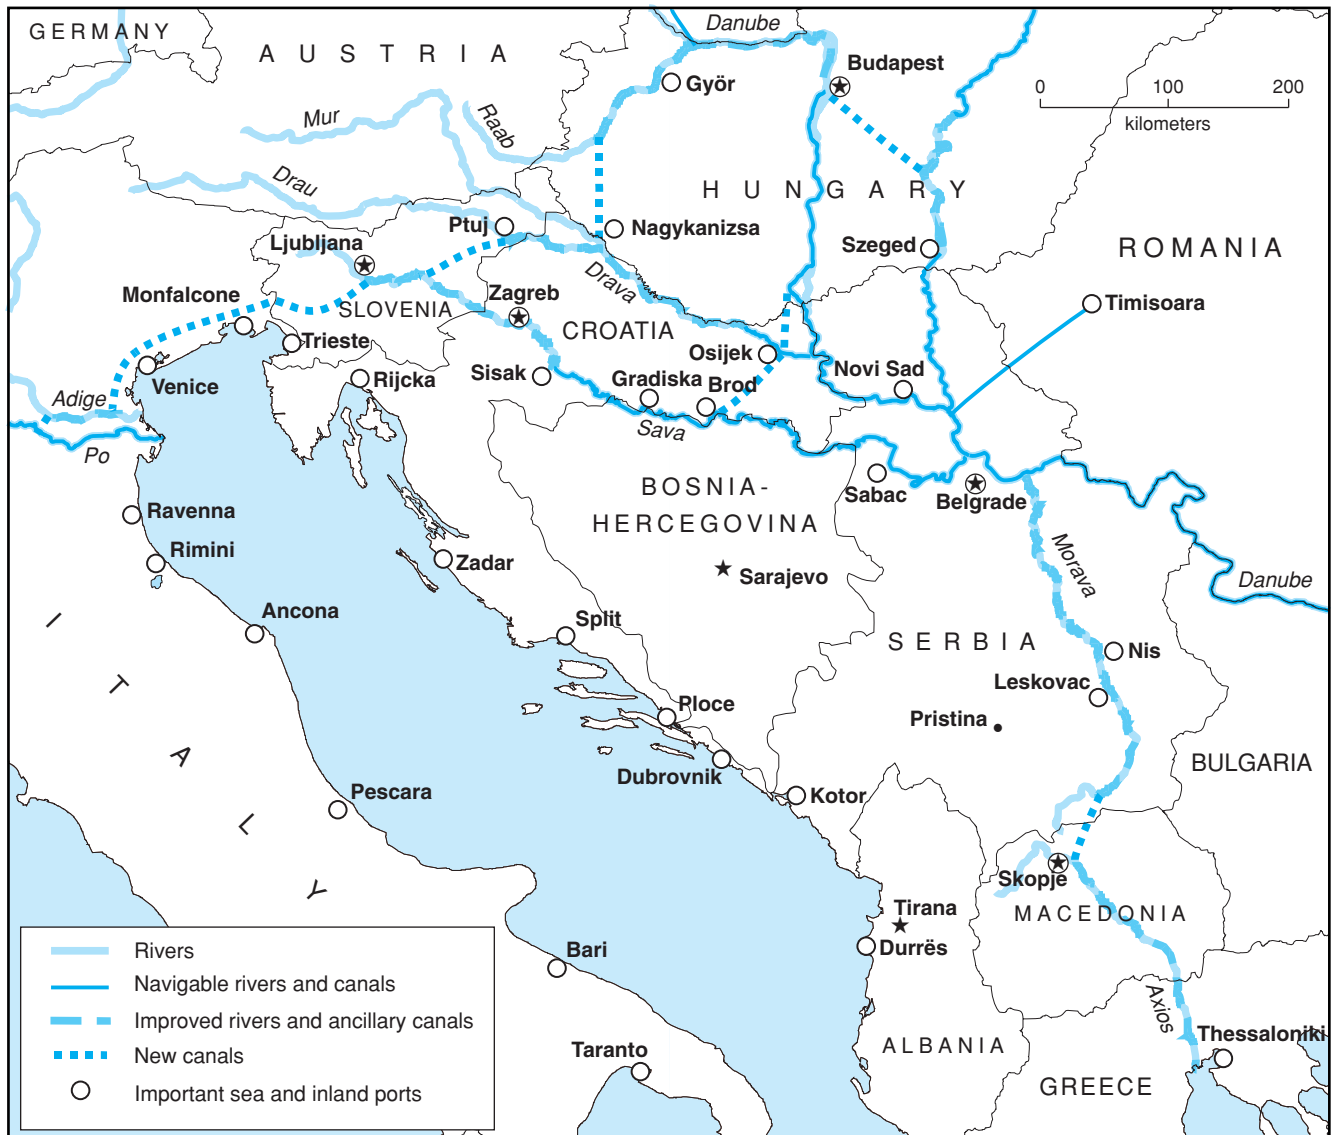 GERMANY
AUSTRIA
Danube
Budapest
Györ
0 100 200
kilometers
Mur
Raab
Drau
HUNGARY
Ptuj
Nagykanizsa
Ljubljana
Szeged
ROMANIA
Drava
Monfalcone
Zagreb
SLOVENIA
Timisoara
Trieste
CROATIA
Osijek
Venice
Rijcka
Sisak
Gradiska
Brod
Novi Sad
Adige
Sava
Po
BOSNIA-
HERCEGOVINA
Sabac
Belgrade
Ravenna
Rimini
Zadar
Sarajevo
Morava
Danube
Ancona
Split
SERBIA
Nis
Leskovac
ITALY
Ploce
Pristina
Dubrovnik
BULGARIA
Pescara
Kotor
Skopje
MACEDONIA
Tirana
Durrës
Bari
Axios
Thessaloniki
ALBANIA
Taranto
GREECE
Rivers
Navigable rivers and canals
Improved rivers and ancillary canals
New canals
Important sea and inland ports